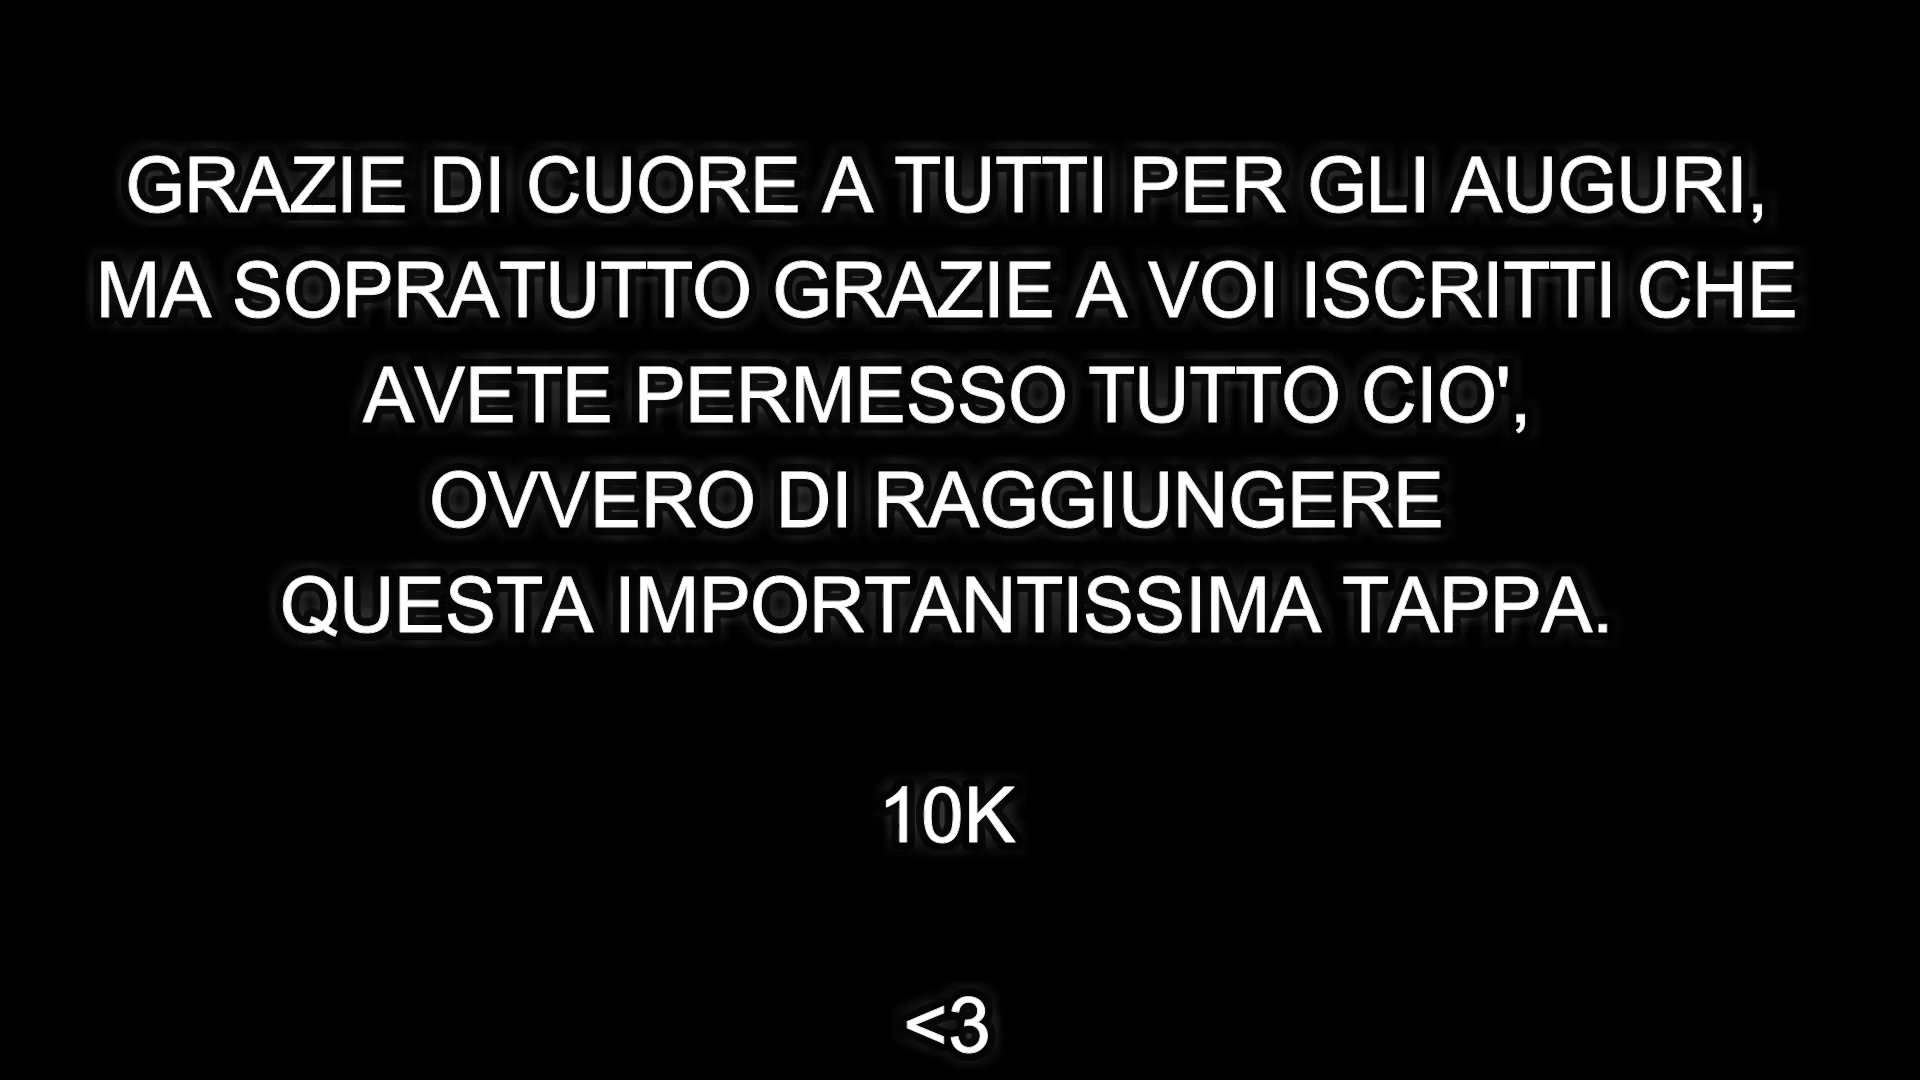 GRAZIE DI CUORE A TUTTI PER GLI AUGURI,
MA SOPRATUTTO GRAZIE A VOI ISCRITTI CHE
AVETE PERMESSO TUTTO CIO',
OVVERO DI RAGGIUNGERE
QUESTA IMPORTANTISSIMA TAPPA.
10K
<3